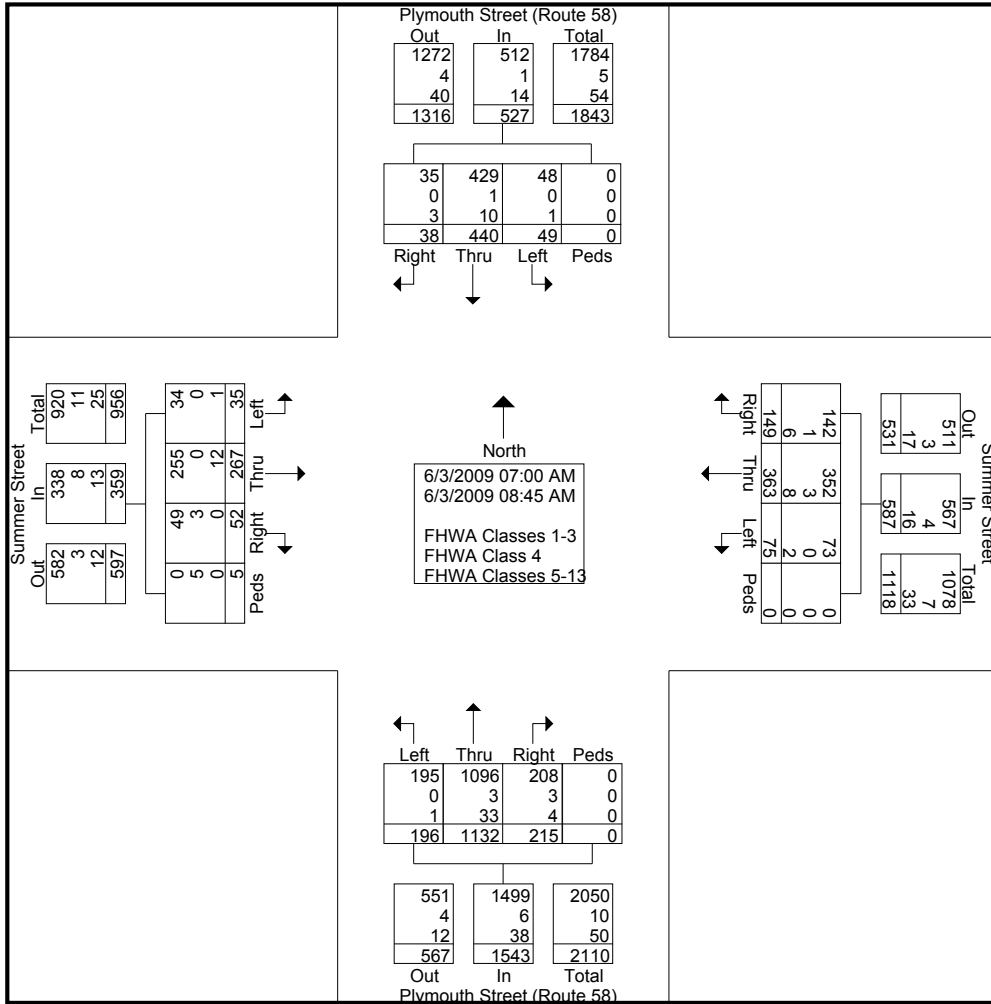 Plymouth Street (Route 58)
Out In Total
1272 512 1784
4 1 5
40 14 54
1316 527 1843
35 429 48 0
0 1 0 0
3 10 1 0
38 440 49 0
Right Thru Left Peds
Summer Street
Total In Out
920 338 582
11 8 3
25 13 12
956 359 597
34 255 49 0
0 0 3 5
1 12 0 0
35 267 52 5
Left Thru Right Peds
North
6/3/2009 07:00 AM
6/3/2009 08:45 AM
FHWA Classes 1-3
FHWA Class 4
FHWA Classes 5-13
Right Thru Left Peds
149 363 75 0
6 8 2 0
1 3 0 0
142 352 73 0
Summer Street
Out In Total
511 567 1078
3 4 7
17 16 33
531 587 1118
Left Thru Right Peds
195 1096 208 0
0 3 3 0
1 33 4 0
196 1132 215 0
551 1499 2050
4 6 10
12 38 50
567 1543 2110
Out In Total
Plymouth Street (Route 58)